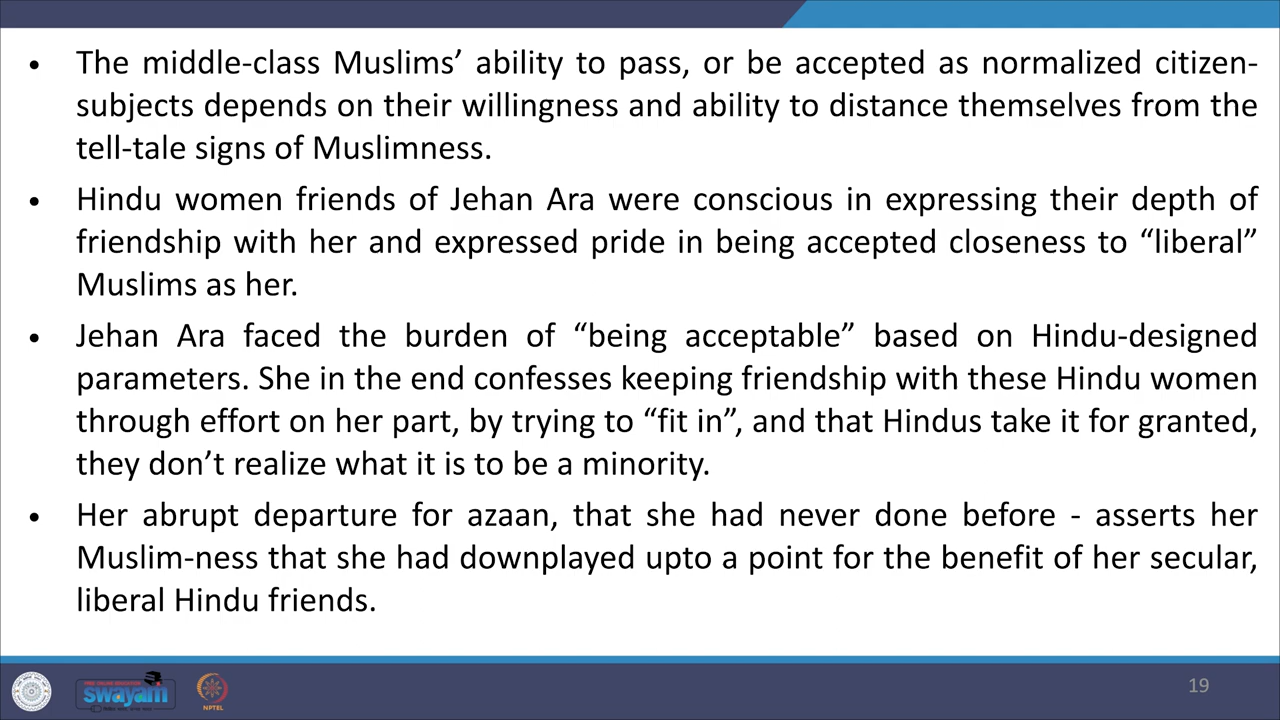 • The middle-class Muslims’ ability to pass, or be accepted as normalized citizen-
subjects depends on their willingness and ability to distance themselves from the
tell-tale signs of Muslimness.
• Hindu women friends of Jehan Ara were conscious in expressing their depth of
friendship with her and expressed pride in being accepted closeness to “liberal”
Muslims as her.
• Jehan Ara faced the burden of “being acceptable” based on Hindu-designed
parameters. She in the end confesses keeping friendship with these Hindu women
through effort on her part, by trying to “fit in”, and that Hindus take it for granted,
they don’t realize what it is to be a minority.
• Her abrupt departure for azaan, that she had never done before - asserts her
Muslim-ness that she had downplayed upto a point for the benefit of her secular,
liberal Hindu friends.
swayam
NPTEL
19